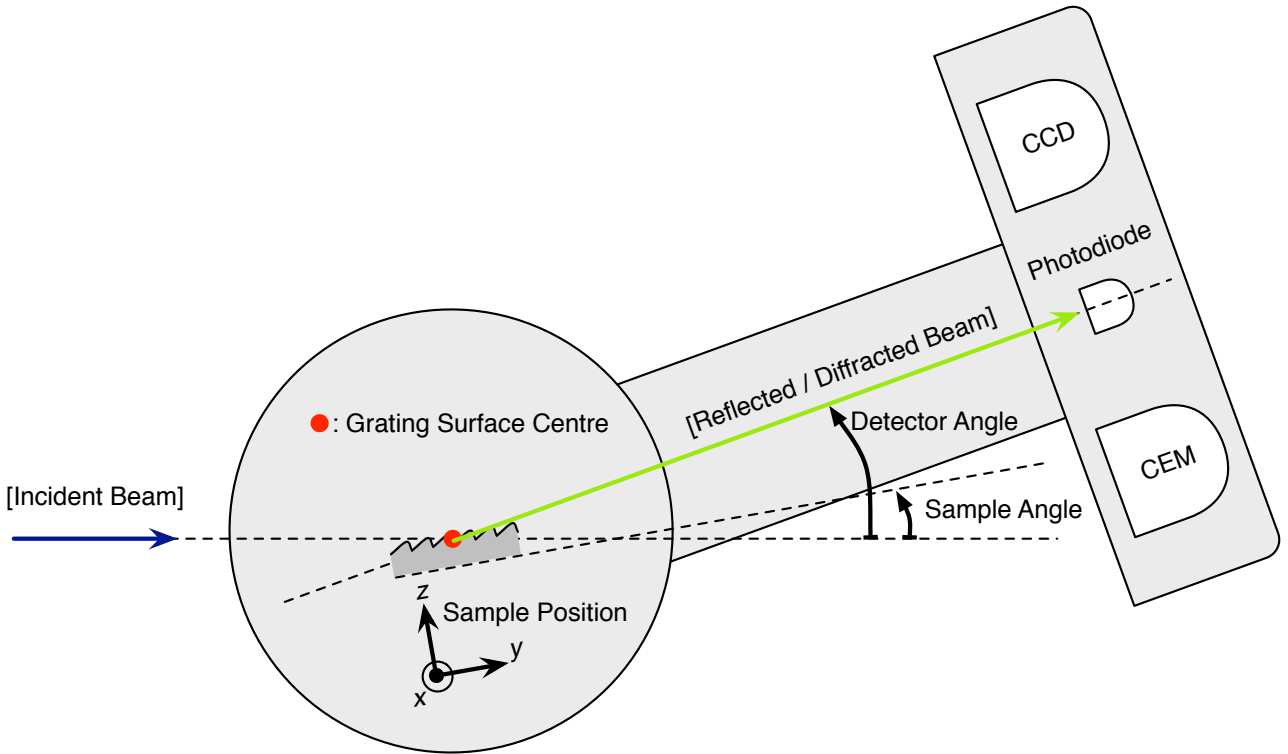 CCD
Photodiode
[Reflected / Diffracted Beam]
: Grating Surface Centre
Detector Angle
CEM
[Incident Beam]
Sample Angle
z
Sample Position
y
x